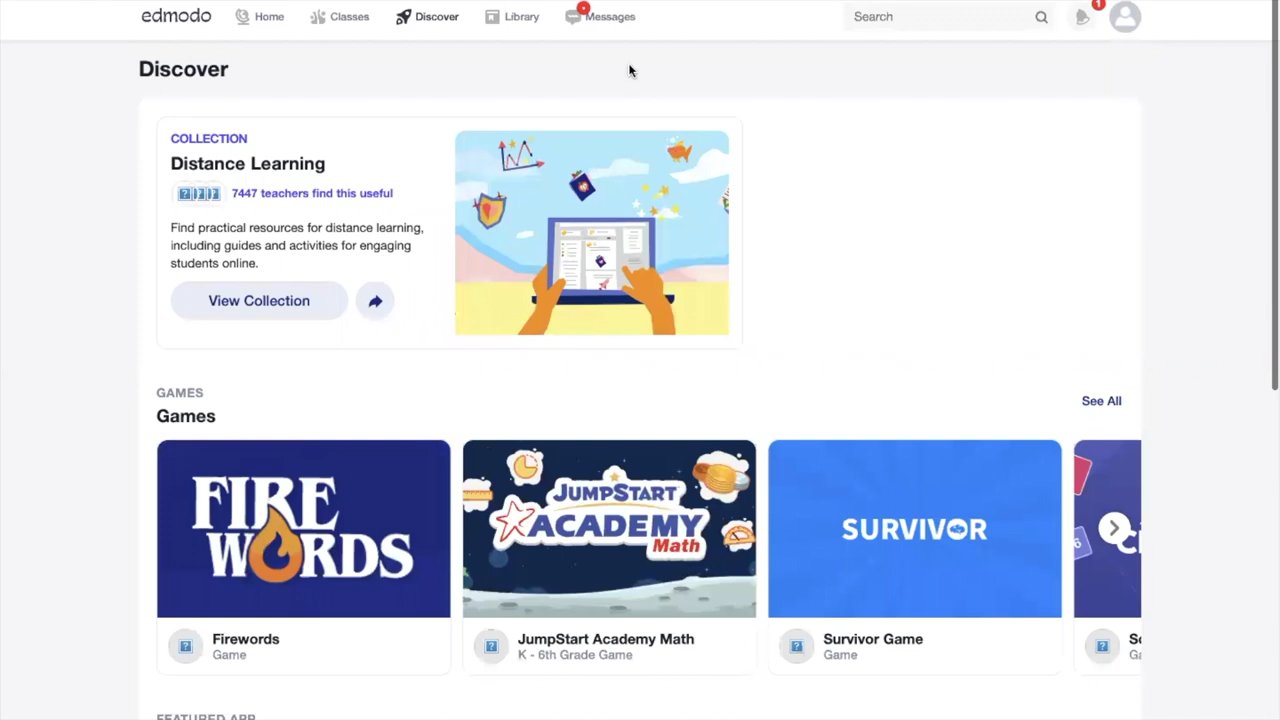 edmodo
Home
Classes
Discover
Library
Messages
Search
1
Discover
COLLECTION
Distance Learning
7447 teachers find this useful
Find practical resources for distance learning,
including guides and activities for engaging
students online.
View Collection
GAMES
Games
See All
FIRE
WORDS
JUMPSTART
ACADEMY
Math
SURVIVOR
Firewords
Game
JumpStart Academy Math
K - 6th Grade Game
Survivor Game
Game
FEATURED APP